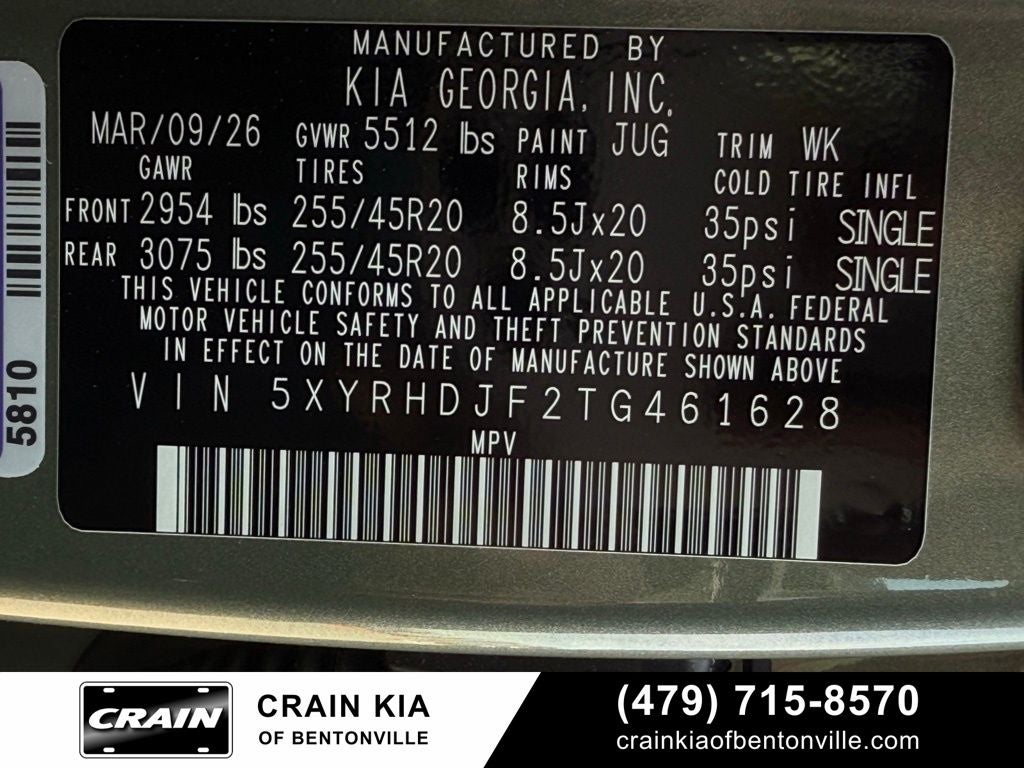 MANUFACTURED BY
KIA GEORGIA, INC.
MAR/09/26 GVWR 5512 lbs PAINT JUG TRIM WK
GAWR TIRES RIMS COLD TIRE INFL
FRONT 2954 lbs 255/45R20 8.5Jx20 35psi SINGLE
REAR 3075 lbs 255/45R20 8.5Jx20 35psi SINGLE
THIS VEHICLE CONFORMS TO ALL APPLICABLE U.S.A. FEDERAL
MOTOR VEHICLE SAFETY AND THEFT PREVENTION STANDARDS
IN EFFECT ON THE DATE OF MANUFACTURE SHOWN ABOVE
VIN 5XYRHDJF2TG461628
MPV
5810
CRAIN
CRAIN KIA
OF BENTONVILLE
(479) 715-8570
crainkiaofbentonville.com